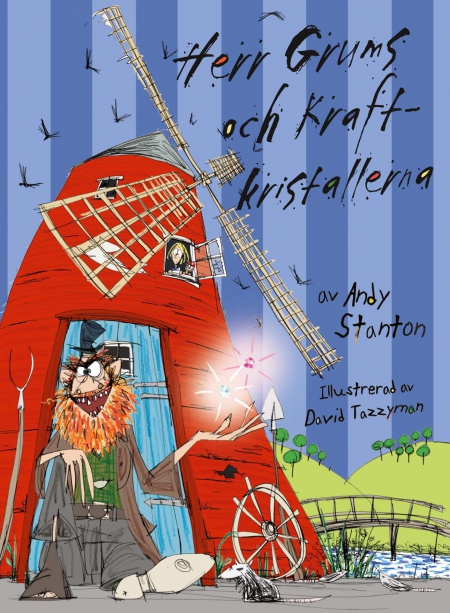 Herr Grums
och Kraft-
kristallerna
av Andy
Stanton
Illustrerad av
David Tazzyman